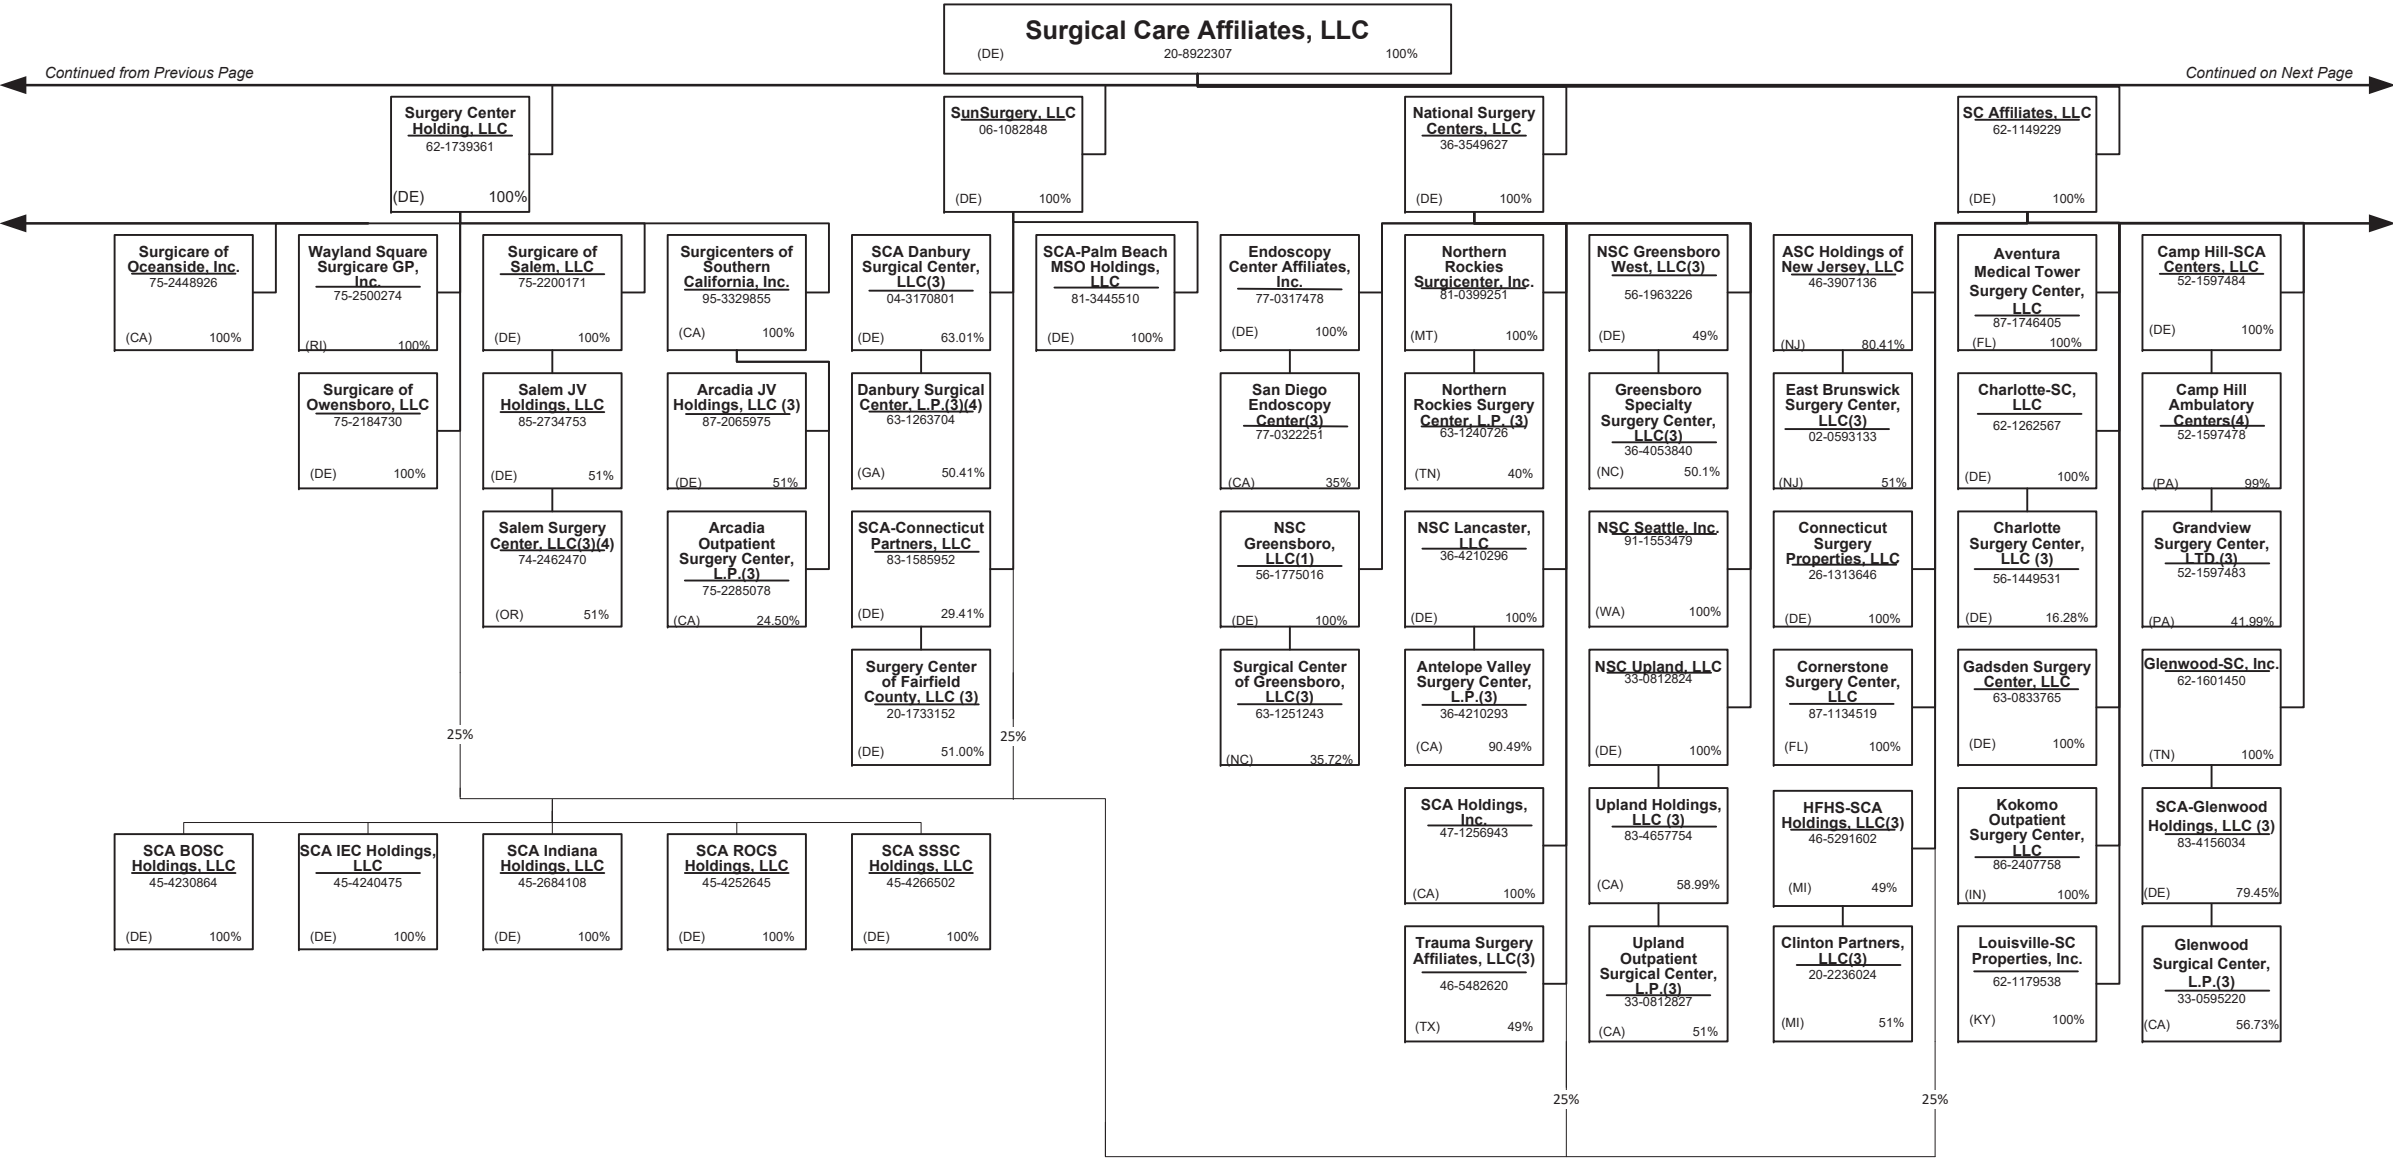 Surgical Care Affiliates, LLC
(DE) 20-8922307 100%
Continued from Previous Page
Continued on Next Page
Surgery Center
Holding, LLC
62-1739361
(DE) 100%
SunSurgery, LLC
06-1082848
(DE) 100%
National Surgery
Centers, LLC
36-3549627
(DE) 100%
SC Affiliates, LLC
62-1149229
(DE) 100%
Surgicare of
Oceanside, Inc.
75-2448926
(CA) 100%
Wayland Square
Surgicare GP,
Inc.
75-2500274
(RI) 100%
Surgicare of
Salem, LLC
75-2200171
(DE) 100%
Surgicenters of
Southern
California, Inc.
95-3329855
(CA) 100%
SCA Danbury
Surgical Center,
LLC(3)
04-3170801
(DE) 63.01%
SCA-Palm Beach
MSO Holdings,
LLC
81-3445510
(DE) 100%
Endoscopy
Center Affiliates,
Inc.
77-0317478
(DE) 100%
Northern
Rockies
Surgicenter, Inc.
81-0399251
(MT) 100%
NSC Greensboro
West, LLC(3)
56-1963226
(DE) 49%
ASC Holdings of
New Jersey, LLC
46-3907136
(NJ) 80.41%
Aventura
Medical Tower
Surgery Center,
LLC
87-1746405
(FL) 100%
Camp Hill-SCA
Centers, LLC
52-1597484
(DE) 100%
Surgicare of
Owensboro, LLC
75-2184730
(DE) 100%
Salem JV
Holdings, LLC
85-2734753
(DE) 51%
Arcadia JV
Holdings, LLC (3)
87-2065975
(DE) 51%
Danbury Surgical
Center, L.P.(3)(4)
63-1263704
(GA) 50.41%
San Diego
Endoscopy
Center(3)
77-0322251
(CA) 35%
Northern
Rockies Surgery
Center, L.P. (3)
63-1240726
(TN) 40%
Greensboro
Specialty
Surgery Center,
LLC(3)
36-4053840
(NC) 50.1%
East Brunswick
Surgery Center,
LLC(3)
02-0593133
(NJ) 51%
Charlotte-SC,
LLC
62-1262567
(DE) 100%
Camp Hill
Ambulatory
Centers(4)
52-1597478
(PA) 99%
Salem Surgery
Center, LLC(3)(4)
74-2462470
(OR) 51%
Arcadia
Outpatient
Surgery Center,
L.P.(3)
75-2285078
(CA) 24.50%
SCA-Connecticut
Partners, LLC
83-1585952
(DE) 29.41%
NSC
Greensboro,
LLC(1)
56-1775016
(DE) 100%
NSC Lancaster,
LLC
36-4210296
(DE) 100%
NSC Seattle, Inc.
91-1553479
(WA) 100%
Connecticut
Surgery
Properties, LLC
26-1313646
(DE) 100%
Charlotte
Surgery Center,
LLC (3)
56-1449531
(DE) 16.28%
Grandview
Surgery Center,
LTD.(3)
52-1597483
(PA) 41.99%
Surgery Center
of Fairfield
County, LLC (3)
20-1733152
(DE) 51.00%
Surgical Center
of Greensboro,
LLC(3)
63-1251243
(NC) 35.72%
Antelope Valley
Surgery Center,
L.P.(3)
36-4210293
(CA) 90.49%
NSC Upland, LLC
33-0812824
(DE) 100%
Cornerstone
Surgery Center,
LLC
87-1134519
(FL) 100%
Gadsden Surgery
Center, LLC
63-0833765
(DE) 100%
Glenwood-SC, Inc.
62-1601450
(TN) 100%
25%
25%
SCA Holdings,
Inc.
47-1256943
(CA) 100%
Upland Holdings,
LLC (3)
83-4657754
(CA) 58.99%
HFHS-SCA
Holdings, LLC(3)
46-5291602
(MI) 49%
Kokomo
Outpatient
Surgery Center,
LLC
86-2407758
(IN) 100%
SCA-Glenwood
Holdings, LLC (3)
83-4156034
(DE) 79.45%
SCA BOSC
Holdings, LLC
45-4230864
(DE) 100%
SCA IEC Holdings,
LLC
45-4240475
(DE) 100%
SCA Indiana
Holdings, LLC
45-2684108
(DE) 100%
SCA ROCS
Holdings, LLC
45-4252645
(DE) 100%
SCA SSSC
Holdings, LLC
45-4266502
(DE) 100%
Trauma Surgery
Affiliates, LLC(3)
46-5482620
(TX) 49%
Upland
Outpatient
Surgical Center,
L.P.(3)
33-0812827
(CA) 51%
Clinton Partners,
LLC(3)
20-2236024
(MI) 51%
Louisville-SC
Properties, Inc.
62-1179538
(KY) 100%
Glenwood
Surgical Center,
L.P.(3)
33-0595220
(CA) 56.73%
25%
25%